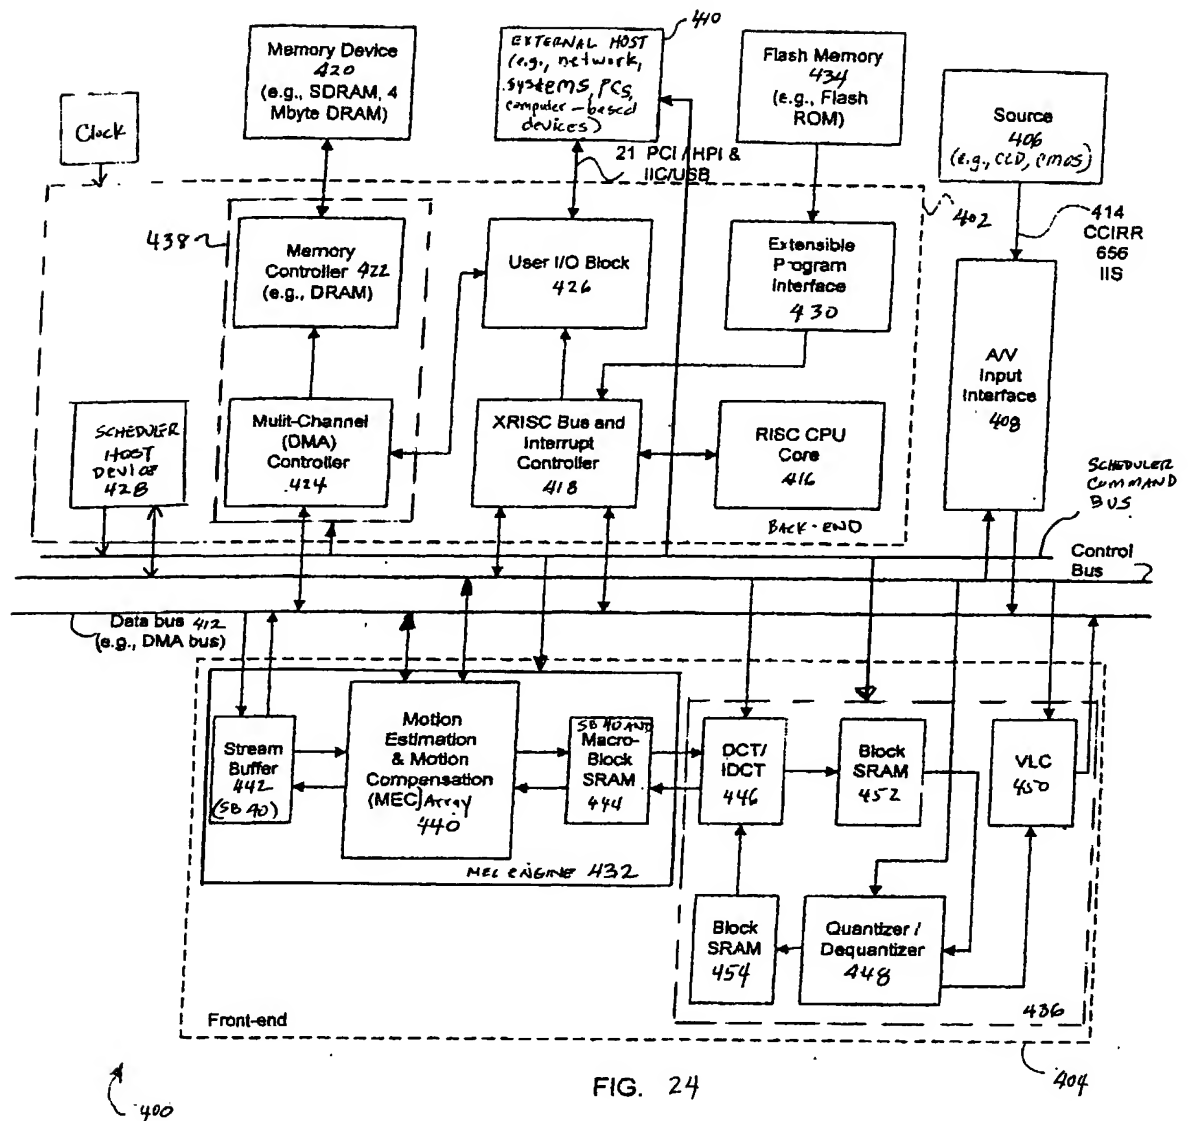 410
Memory Device
420
(e.g., SDRAM, 4
Mbyte DRAM)
EXTERNAL HOST
(e.g., network,
systems, PCS,
computer-based
devices)
Flash Memory
434
(e.g., Flash
ROM)
Source
406
(e.g., CCD, CMOS)
Clock
21 PCI / HPI &
IIC/USB
402
414
CCIRR
656
IIS
438
Memory
Controller 422
(e.g., DRAM)
User I/O Block
426
Extensible
Program
Interface
430
A/V
Input
Interface
408
SCHEDULER
HOST
DEVICE
428
Mulit-Channel
(DMA)
Controller
424
XRISC Bus and
Interrupt
Controller
418
RISC CPU
Core
416
BACK-END
SCHEDULER
COMMAND
BUS
Control
Bus
Data bus 412
(e.g., DMA bus)
Stream
Buffer
442
(SB 40)
Motion
Estimation
& Motion
Compensation
(MEC) Array
440
SB 40 AND
Macro-
Block
SRAM
444
DCT/
IDCT
446
Block
SRAM
452
VLC
450
MEC ENGINE 432
Block
SRAM
454
Quantizer /
Dequantizer
448
436
Front-end
404
FIG. 24
400